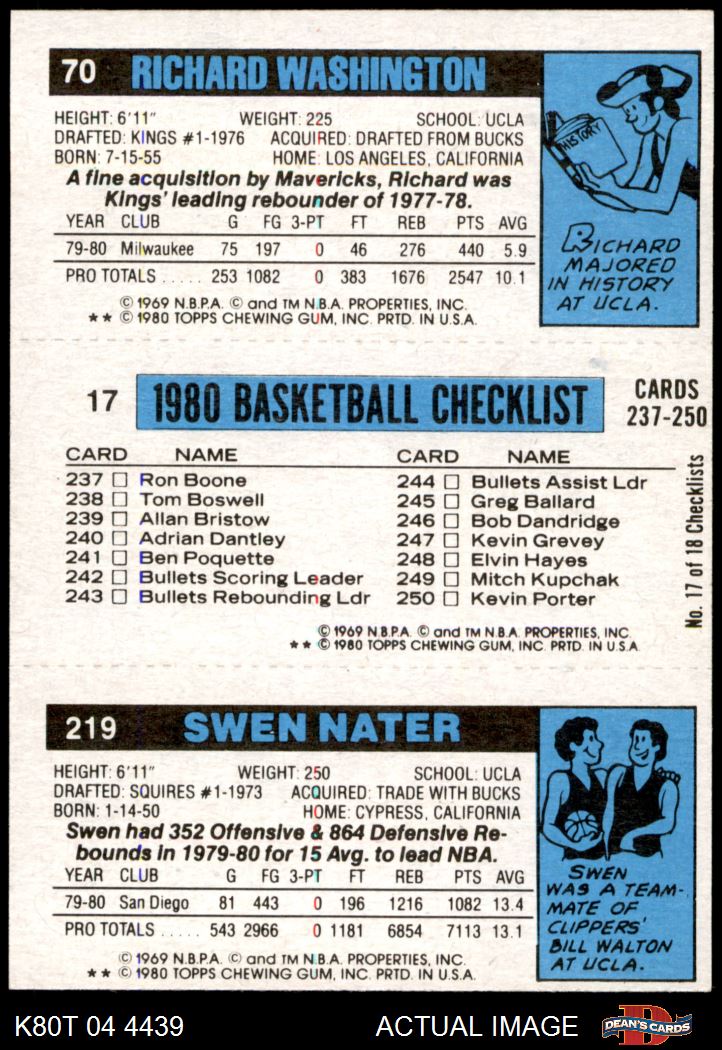 70 RICHARD WASHINGTON
HEIGHT: 6'11" WEIGHT: 225 SCHOOL: UCLA
DRAFTED: KINGS #1-1976 ACQUIRED: DRAFTED FROM BUCKS
BORN: 7-15-55 HOME: LOS ANGELES, CALIFORNIA
A fine acquisition by Mavericks, Richard was
Kings' leading rebounder of 1977-78.
YEAR CLUB G FG 3-PT FT REB PTS AVG
79-80 Milwaukee 75 197 0 46 276 440 5.9
PRO TOTALS ..... 253 1082 0 383 1676 2547 10.1
© 1969 N.B.P.A. © and TM N.B.A. PROPERTIES, INC.
★★ © 1980 TOPPS CHEWING GUM, INC. PRTD. IN U.S.A.
HISTORY
RICHARD
MAJORED
IN HISTORY
AT UCLA.
17 1980 BASKETBALL CHECKLIST
CARDS
237-250
CARD NAME
237 ☐ Ron Boone
238 ☐ Tom Boswell
239 ☐ Allan Bristow
240 ☐ Adrian Dantley
241 ☐ Ben Poquette
242 ☐ Bullets Scoring Leader
243 ☐ Bullets Rebounding Ldr
CARD NAME
244 ☐ Bullets Assist Ldr
245 ☐ Greg Ballard
246 ☐ Bob Dandridge
247 ☐ Kevin Grevey
248 ☐ Elvin Hayes
249 ☐ Mitch Kupchak
250 ☐ Kevin Porter
No. 17 of 18 Checklists
© 1969 N.B.P.A. © and TM N.B.A. PROPERTIES, INC.
★★ © 1980 TOPPS CHEWING GUM, INC. PRTD. IN U.S.A.
219 SWEN NATER
HEIGHT: 6'11" WEIGHT: 250 SCHOOL: UCLA
DRAFTED: SQUIRES #1-1973 ACQUIRED: TRADE WITH BUCKS
BORN: 1-14-50 HOME: CYPRESS, CALIFORNIA
Swen had 352 Offensive & 864 Defensive Re-
bounds in 1979-80 for 15 Avg. to lead NBA.
YEAR CLUB G FG 3-PT FT REB PTS AVG
79-80 San Diego 81 443 0 196 1216 1082 13.4
PRO TOTALS ..... 543 2966 0 1181 6854 7113 13.1
© 1969 N.B.P.A. © and TM N.B.A. PROPERTIES, INC.
★★ © 1980 TOPPS CHEWING GUM, INC. PRTD. IN U.S.A.
SWEN
WAS A TEAM-
MATE OF
CLIPPERS'
BILL WALTON
AT UCLA.
K80T 04 4439 ACTUAL IMAGE
D
DEAN'S CARDS